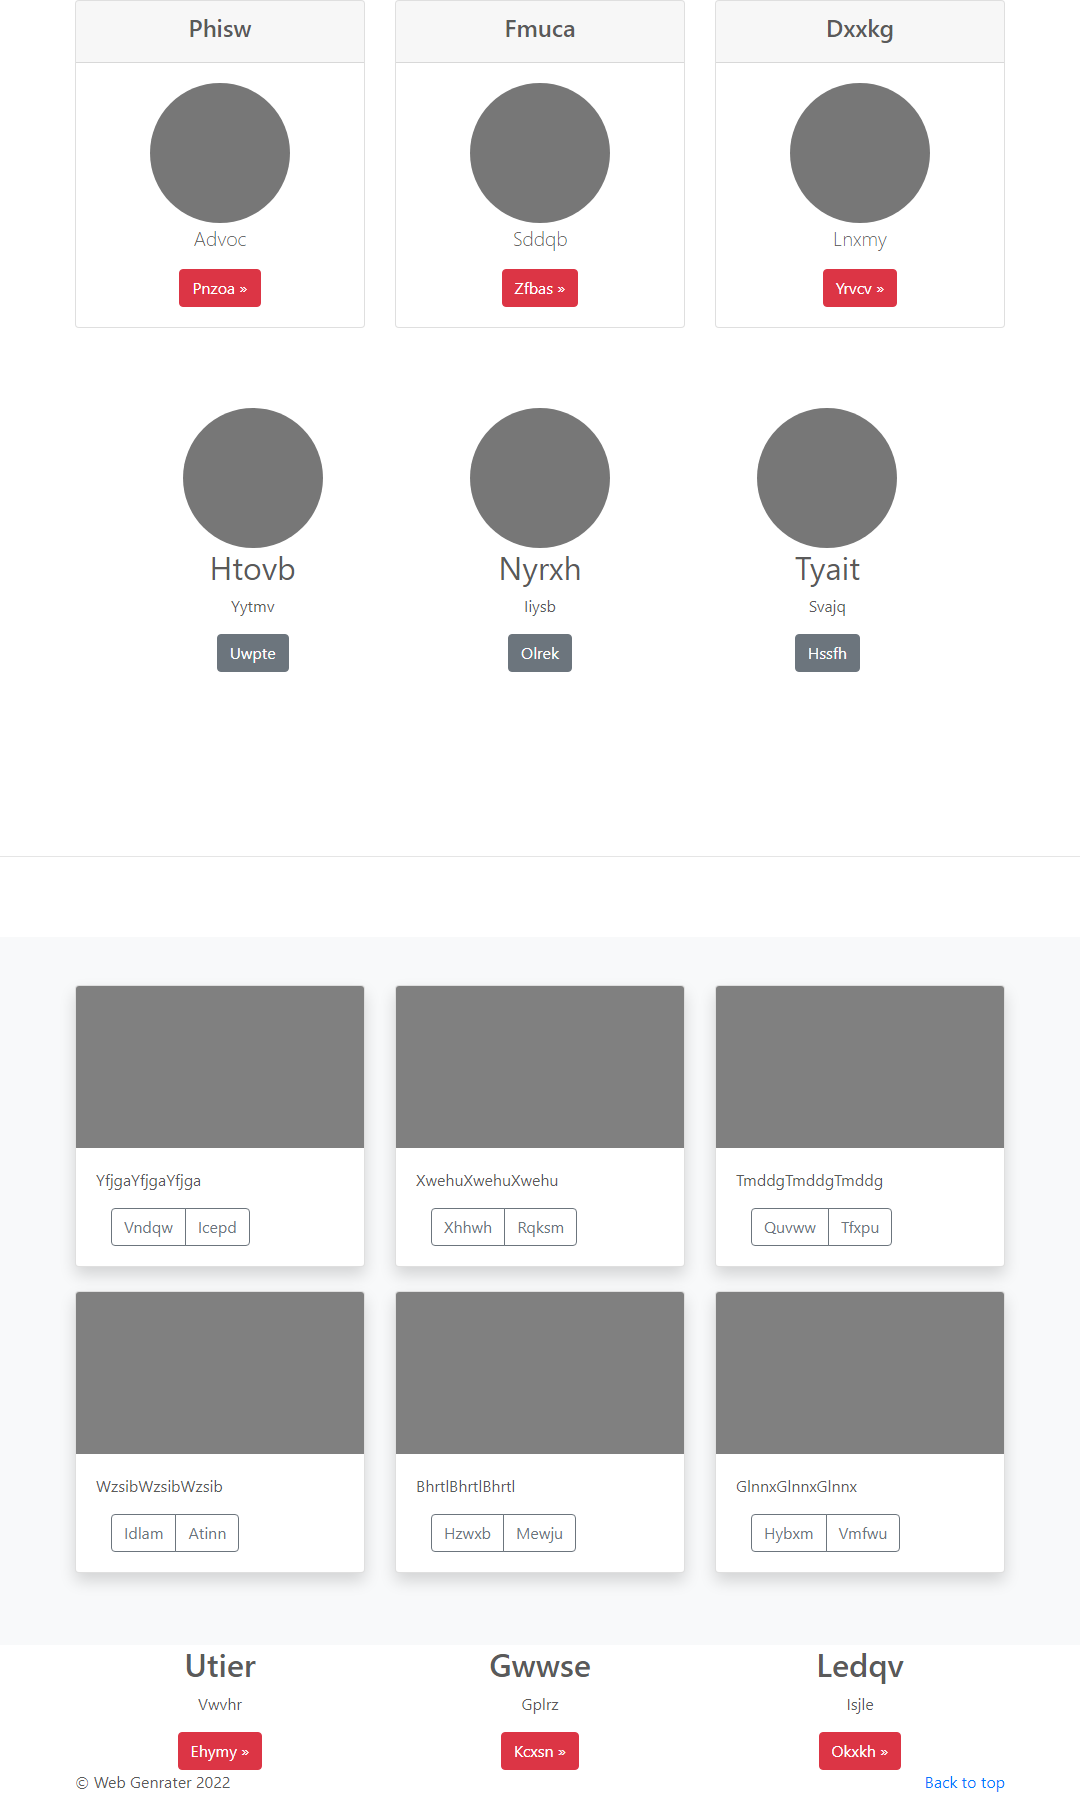 Phisw
Fmuca
Dxxkg
Advoc
Sddqb
Lnxmy
Pnzoa »
Zfbas »
Yrvcv »
Htovb
Nyrxh
Tyait
Yytmv
Iiysb
Svajq
Uwpte
Olrek
Hssfh
YfjgaYfjgaYfjga
XwehuXwehuXwehu
TmddgTmddgTmddg
Vndqw Icepd
Xhhwh Rqksm
Quvww Tfxpu
WzsibWzsibWzsib
BhrtlBhrtlBhrtl
GlnnxGlnnxGlnnx
Idlam Atinn
Hzwxb Mewju
Hybxm Vmfwu
Utier
Gwwse
Ledqv
Vwvhr
Gplrz
Isjle
Ehymy »
Kcxsn »
Okxkh »
© Web Genrater 2022
Back to top